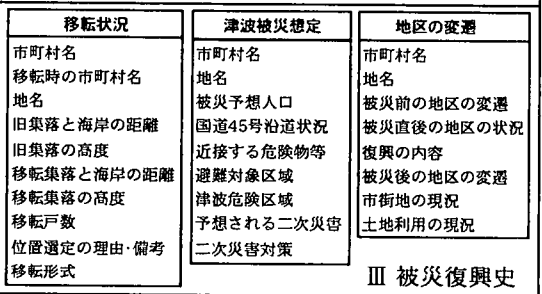 移転状況
市町村名
移転時の市町村名
地名
旧集落と海岸の距離
旧集落の高度
移転集落と海岸の距離
移転集落の高度
移転戸数
位置選定の理由·備考
移転形式
津波被災想定
市町村名
地名
被災予想人口
国道45号沿道状況
近接する危険物等
避難対象区域
津波危険区域
予想される二次災害
二次災害対策
地区の変遷
市町村名
地名
被災前の地区の変遷
被災直後の地区の状況
復興の内容
被災後の地区の変遷
市街地の現況
土地利用の現況
Ⅲ 被災復興史